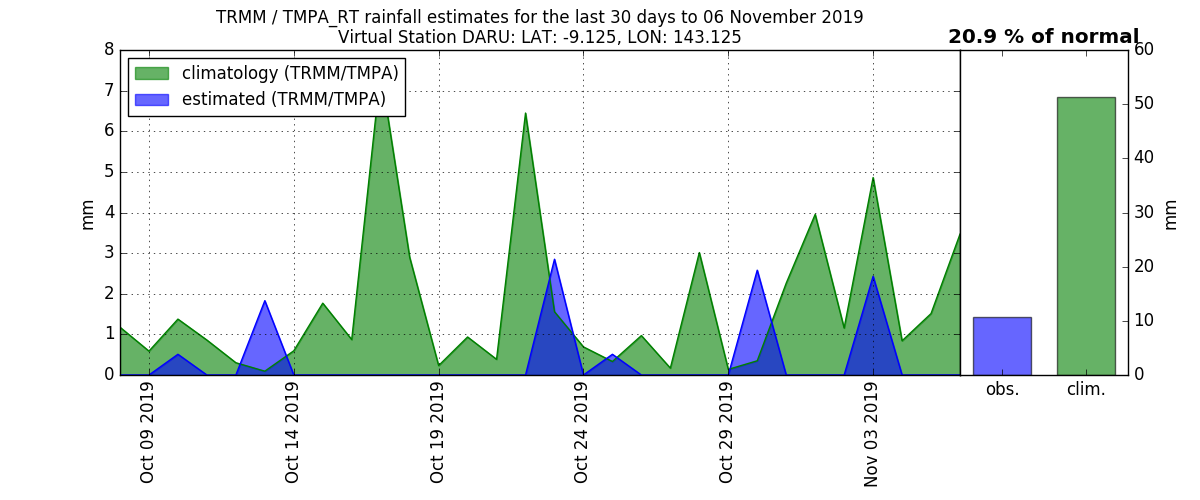 TRMM / TMPA_RT rainfall estimates for the last 30 days to 06 November 2019
Virtual Station DARU: LAT: -9.125, LON: 143.125
20.9 % of normal
climatology (TRMM/TMPA)
estimated (TRMM/TMPA)
mm
8
7
6
5
4
3
2
1
0
Oct 09 2019
Oct 14 2019
Oct 19 2019
Oct 24 2019
Oct 29 2019
Nov 03 2019
obs.
clim.
60
50
40
30
20
10
0
mm